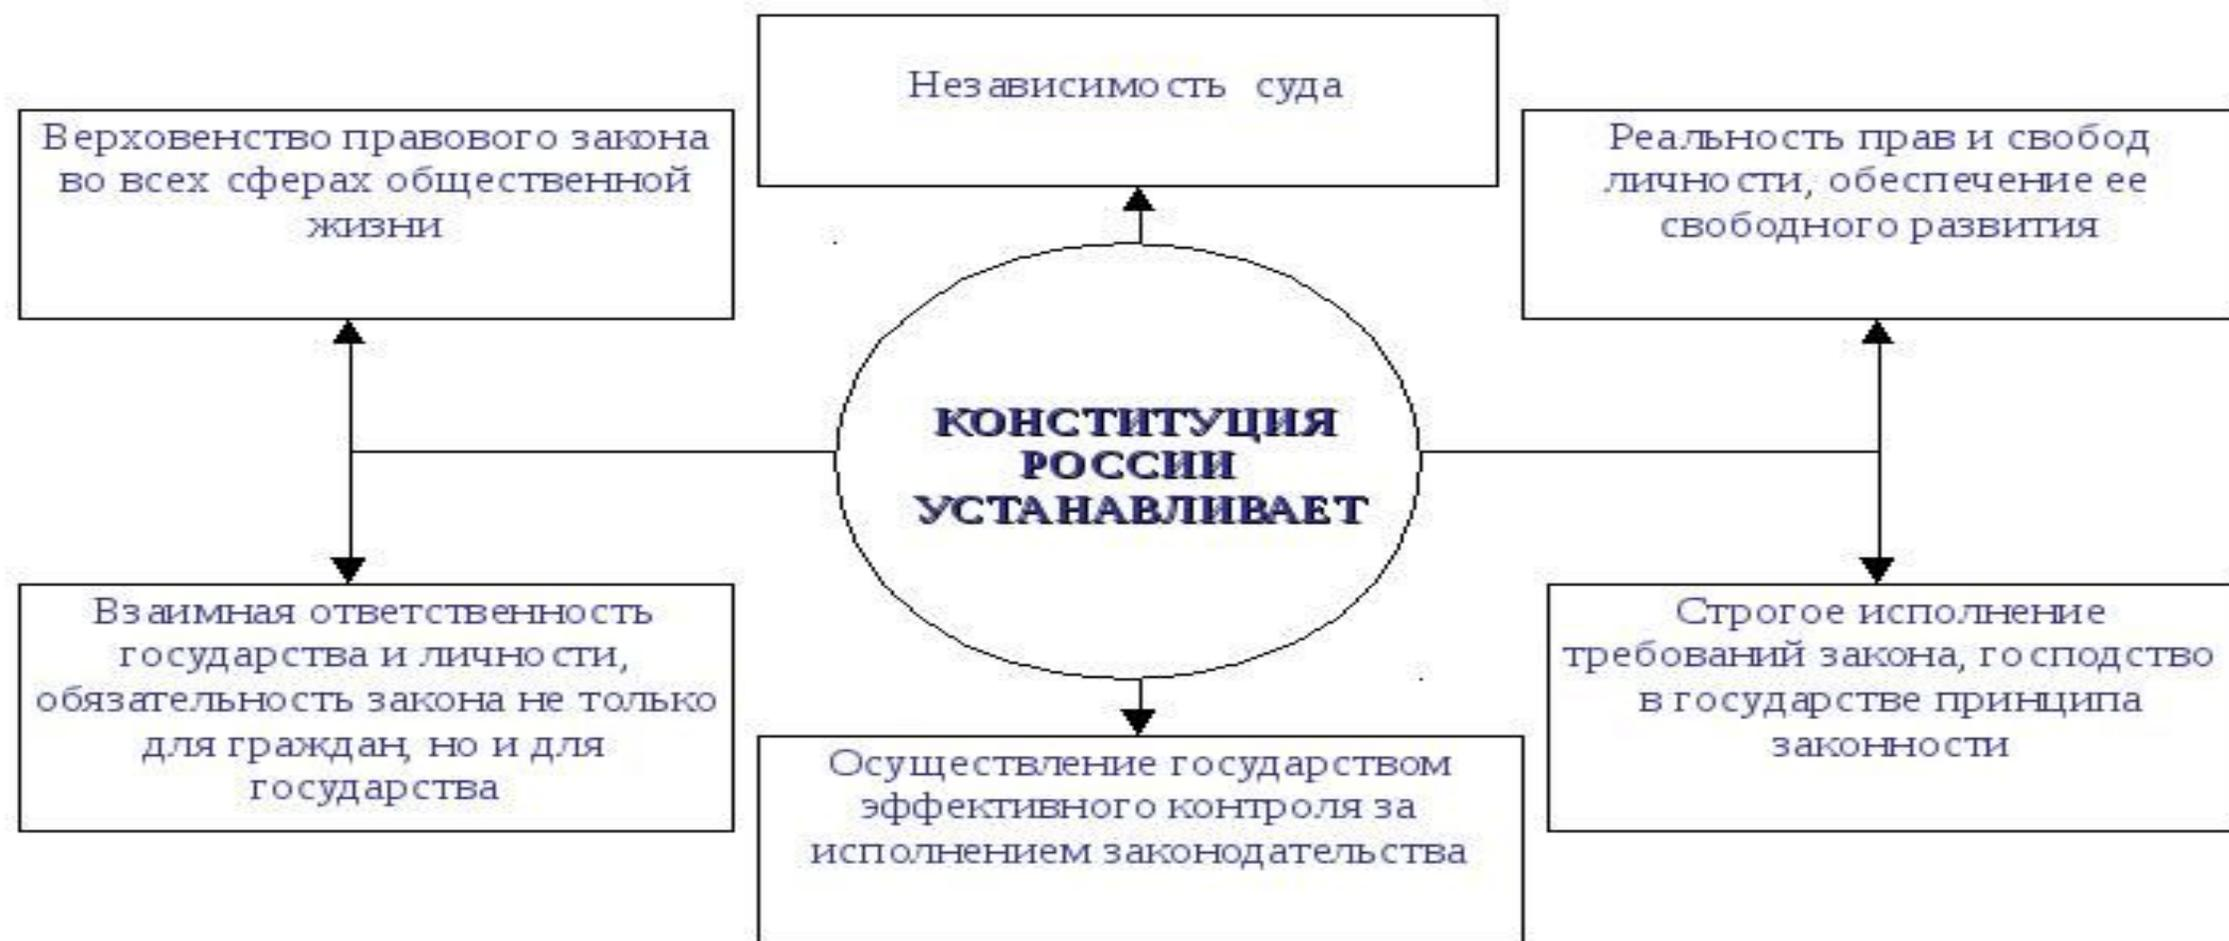 Независимость суда
Верховенство правового закона
во всех сферах общественной
жизни
Реальность прав и свобод
личности, обеспечение ее
свободного развития
КОНСТИТУЦИЯ
РОССИИ
УСТАНАВЛИВАЕТ
Взаимная ответственность
государства и личности,
обязательность закона не только
для граждан, но и для
государства
Строгое исполнение
требований закона, господство
в государстве принципа
законности
Осуществление государством
эффективного контроля за
исполнением законодательства